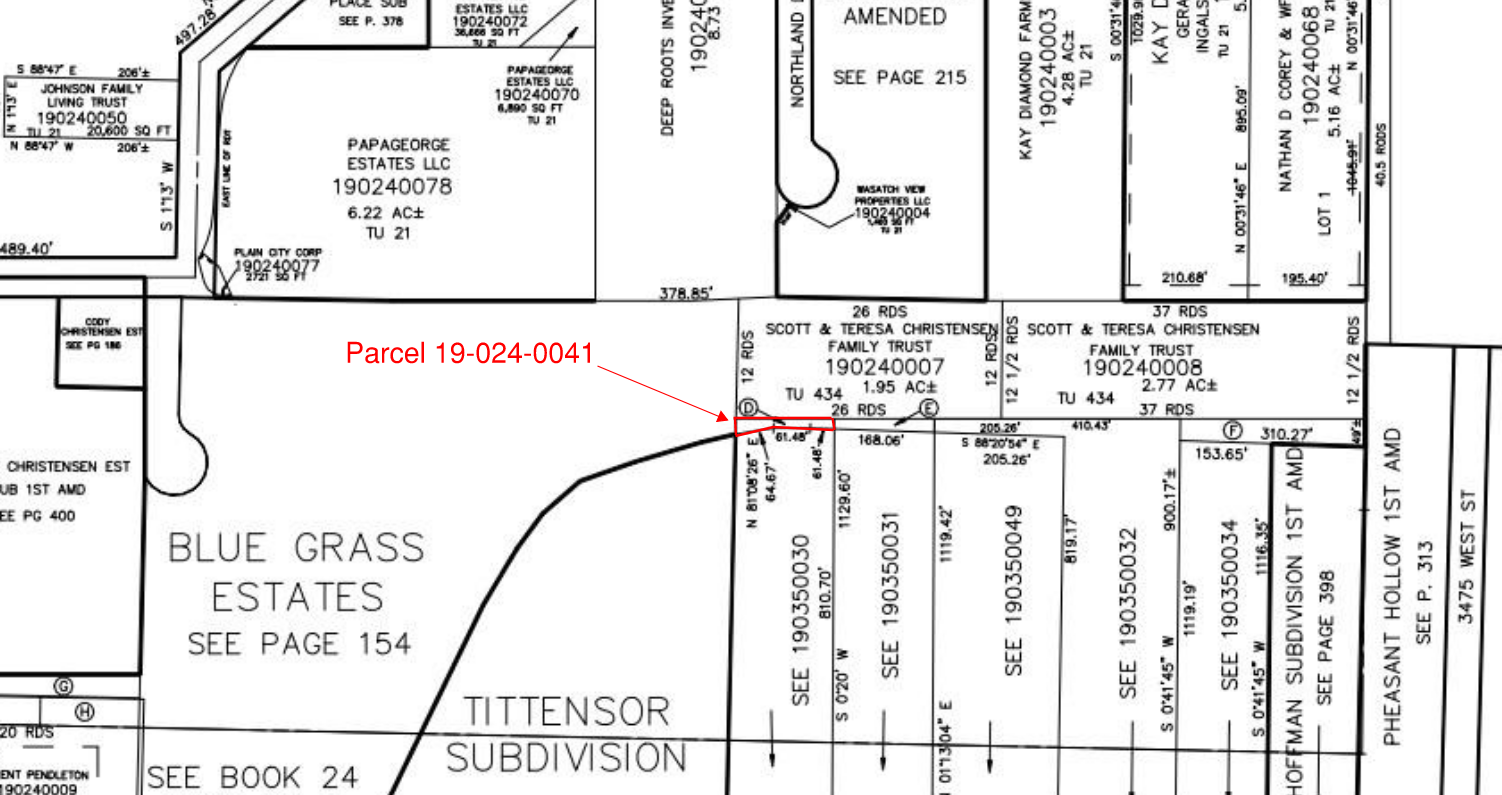 497.28'
PLACE SUB
SEE P. 378
ESTATES LLC
190240072
36,666 SQ FT
TU 21
PAPAGEORGE
ESTATES LLC
190240070
6,890 SQ FT
TU 21
S 88°47' E 206'±
N 1°13' E
JOHNSON FAMILY
LIVING TRUST
190240050
TU 21 20,600 SQ FT
N 88°47' W 206'±
S 1°13' W
489.40'
EAST LINE OF RDT
PAPAGEORGE
ESTATES LLC
190240078
6.22 AC±
TU 21
PLAIN CITY CORP
190240077
2721 SQ FT
DEEP ROOTS INVE
19024
8.73
378.85'
NORTHLAND
AMENDED
SEE PAGE 215
WASATCH VIEW
PROPERTIES LLC
190240004
TU 21
KAY DIAMOND FARM
190240003
4.28 AC±
TU 21
S 00°31'4
1029.9
KAY D
GERA
INGALS
TU 21
5.
N 00°31'46" E 895.09'
210.68'
NATHAN D COREY & WF
190240068
5.16 AC± TU 21
LOT 1
N 00°31'46"
1045.91'
195.40'
40.5 RODS
CODY
CHRISTENSEN EST
SEE PG 186
Parcel 19-024-0041
12 RDS
26 RDS
SCOTT & TERESA CHRISTENSEN
FAMILY TRUST
190240007
1.95 AC±
TU 434
26 RDS
12 RDS
12 1/2 RDS
37 RDS
SCOTT & TERESA CHRISTENSEN
FAMILY TRUST
190240008
2.77 AC±
TU 434
37 RDS
12 1/2 RDS
D
E
F
61.48'
168.06'
205.26'
S 88°20'54" E
205.26'
410.43'
310.27'
153.65'
49'±
N 81°08'26" E
64.67'
61.48'
SEE 190350030
810.70'
1129.60'
S 0°20' W
SEE 190350031
1119.42'
N 01°13'04" E
SEE 190350049
819.17'
SEE 190350032
900.17'±
S 0°41'45" W
1119.19'
SEE 190350034
1116.35'
S 0°41'45" W
HOFFMAN SUBDIVISION 1ST AMD
SEE PAGE 398
PHEASANT HOLLOW 1ST AMD
SEE P. 313
3475 WEST ST
CHRISTENSEN EST
UB 1ST AMD
EE PG 400
BLUE GRASS
ESTATES
SEE PAGE 154
TITTENSOR
SUBDIVISION
G
H
20 RDS
ENT PENDLETON
190240009
SEE BOOK 24